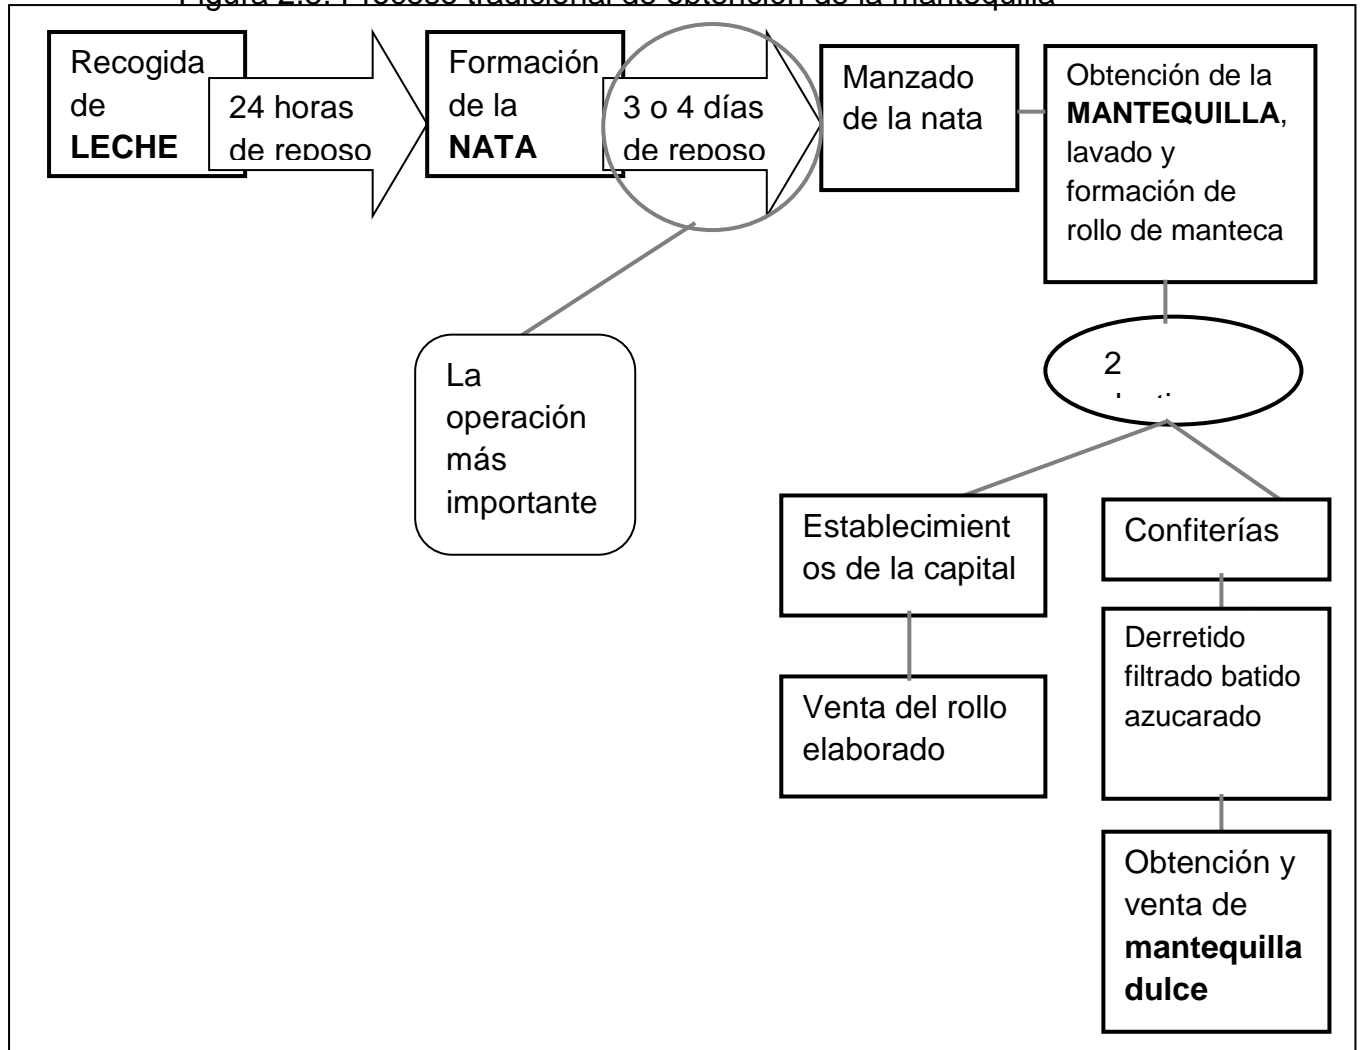 Recogida
de
LECHE
24 horas
de reposo
Formación
de la
NATA
3 o 4 días
de reposo
Manzado
de la nata
Obtención de la
MANTEQUILLA,
lavado y
formación de
rollo de manteca
La
operación
más
importante
2
Establecimient
os de la capital
Venta del rollo
elaborado
Confiterías
Derretido
filtrado batido
azucarado
Obtención y
venta de
mantequilla
dulce